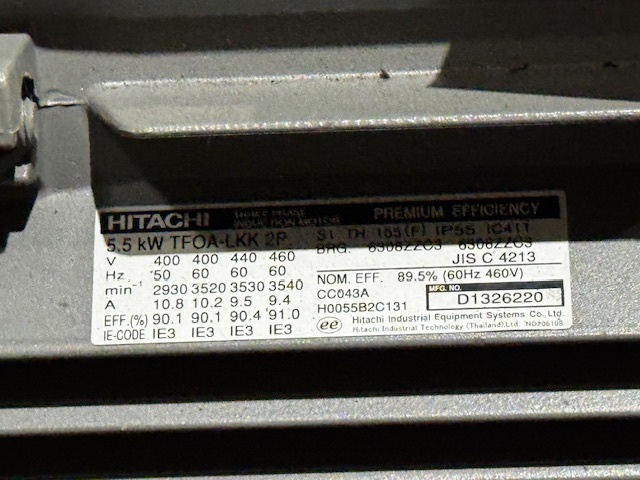 HITACHI THREE PHASE INDUCTION MOTOR PREMIUM EFFICIENCY
5.5 kW TFOA-LKK 2P S1 TH 155(F) IP55 IC411
BRG. 6308ZZC3 6308ZZC3
V 400 400 440 460 JIS C 4213
Hz 50 60 60 60 NOM. EFF. 89.5% (60Hz 460V)
min⁻¹ 2930 3520 3530 3540 CC043A MFG. NO. D1326220
A 10.8 10.2 9.5 9.4 H0055B2C131
EFF.(%) 90.1 90.1 90.4 91.0 ee Hitachi Industrial Equipment Systems Co., Ltd.
IE-CODE IE3 IE3 IE3 IE3 Hitachi Industrial Technology (Thailand),Ltd.